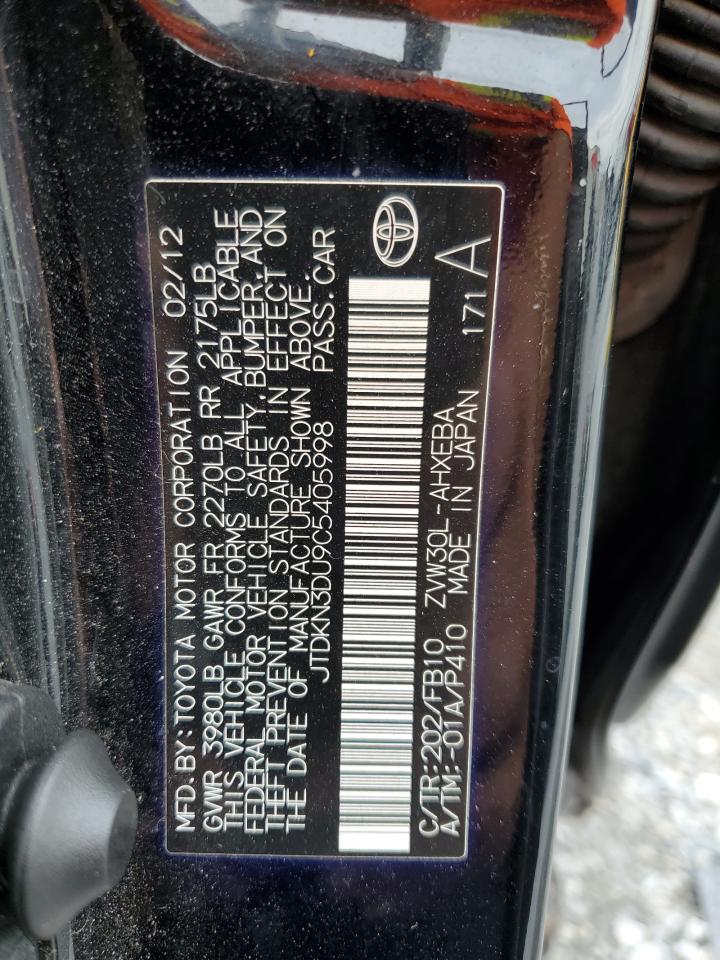 MFD. BY: TOYOTA MOTOR CORPORATION 02/12
GVWR 3980LB GAWR FR 2270LB RR 2175LB
THIS VEHICLE CONFORMS TO ALL APPLICABLE
FEDERAL MOTOR VEHICLE SAFETY, BUMPER, AND
THEFT PREVENTION STANDARDS IN EFFECT ON
THE DATE OF MANUFACTURE SHOWN ABOVE.
JTDKN3DU9C5405998 PASS. CAR
C/TR: 202/FB10 ZVW30L-AHXEBA
A/TM: -01A/P410 MADE IN JAPAN 171 A